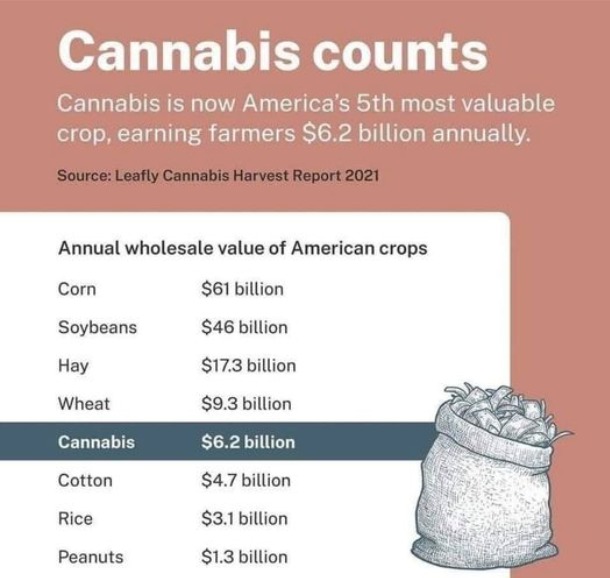 Cannabis counts
Cannabis is now America's 5th most valuable
crop, earning farmers $6.2 billion annually.
Source: Leafly Cannabis Harvest Report 2021
Annual wholesale value of American crops
Corn $61 billion
Soybeans $46 billion
Hay $17.3 billion
Wheat $9.3 billion
Cannabis $6.2 billion
Cotton $4.7 billion
Rice $3.1 billion
Peanuts $1.3 billion